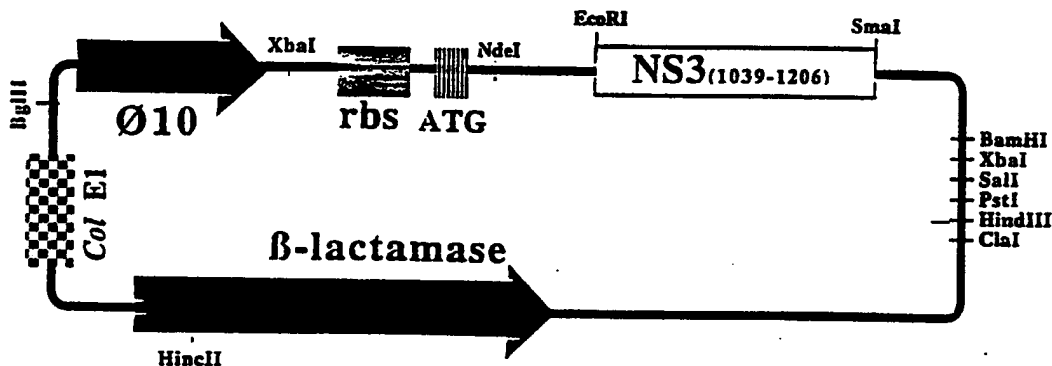 EcoRI
SmaI
XbaI
NdeI
NS3(1039-1206)
BglII
Ø10
rbs
ATG
BamHI
XbaI
SalI
PstI
HindIII
ClaI
Col E1
ß-lactamase
HincII